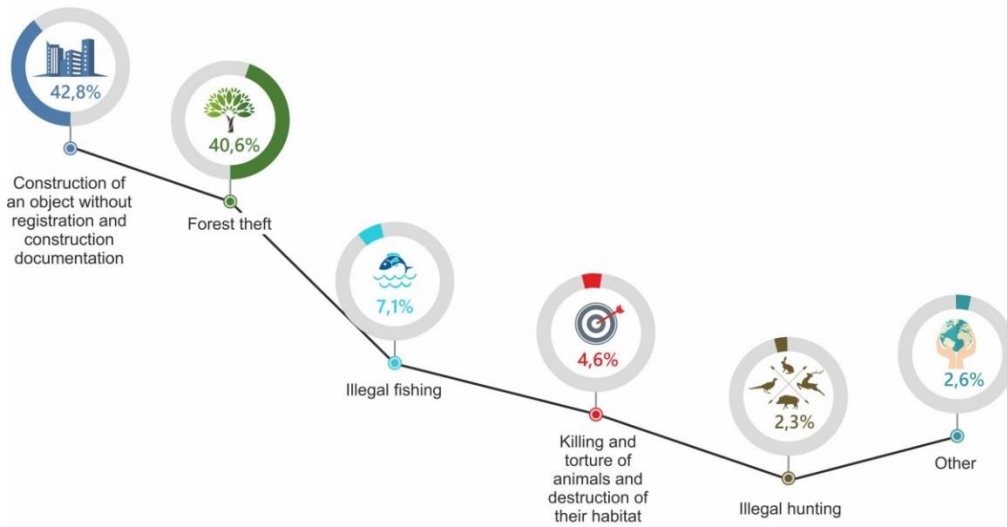 42,8%
Construction of
an object without
registration and
construction
documentation
40,6%
Forest theft
7,1%
Illegal fishing
4,6%
Killing and
torture of
animals and
destruction of
their habitat
2,3%
Illegal hunting
2,6%
Other